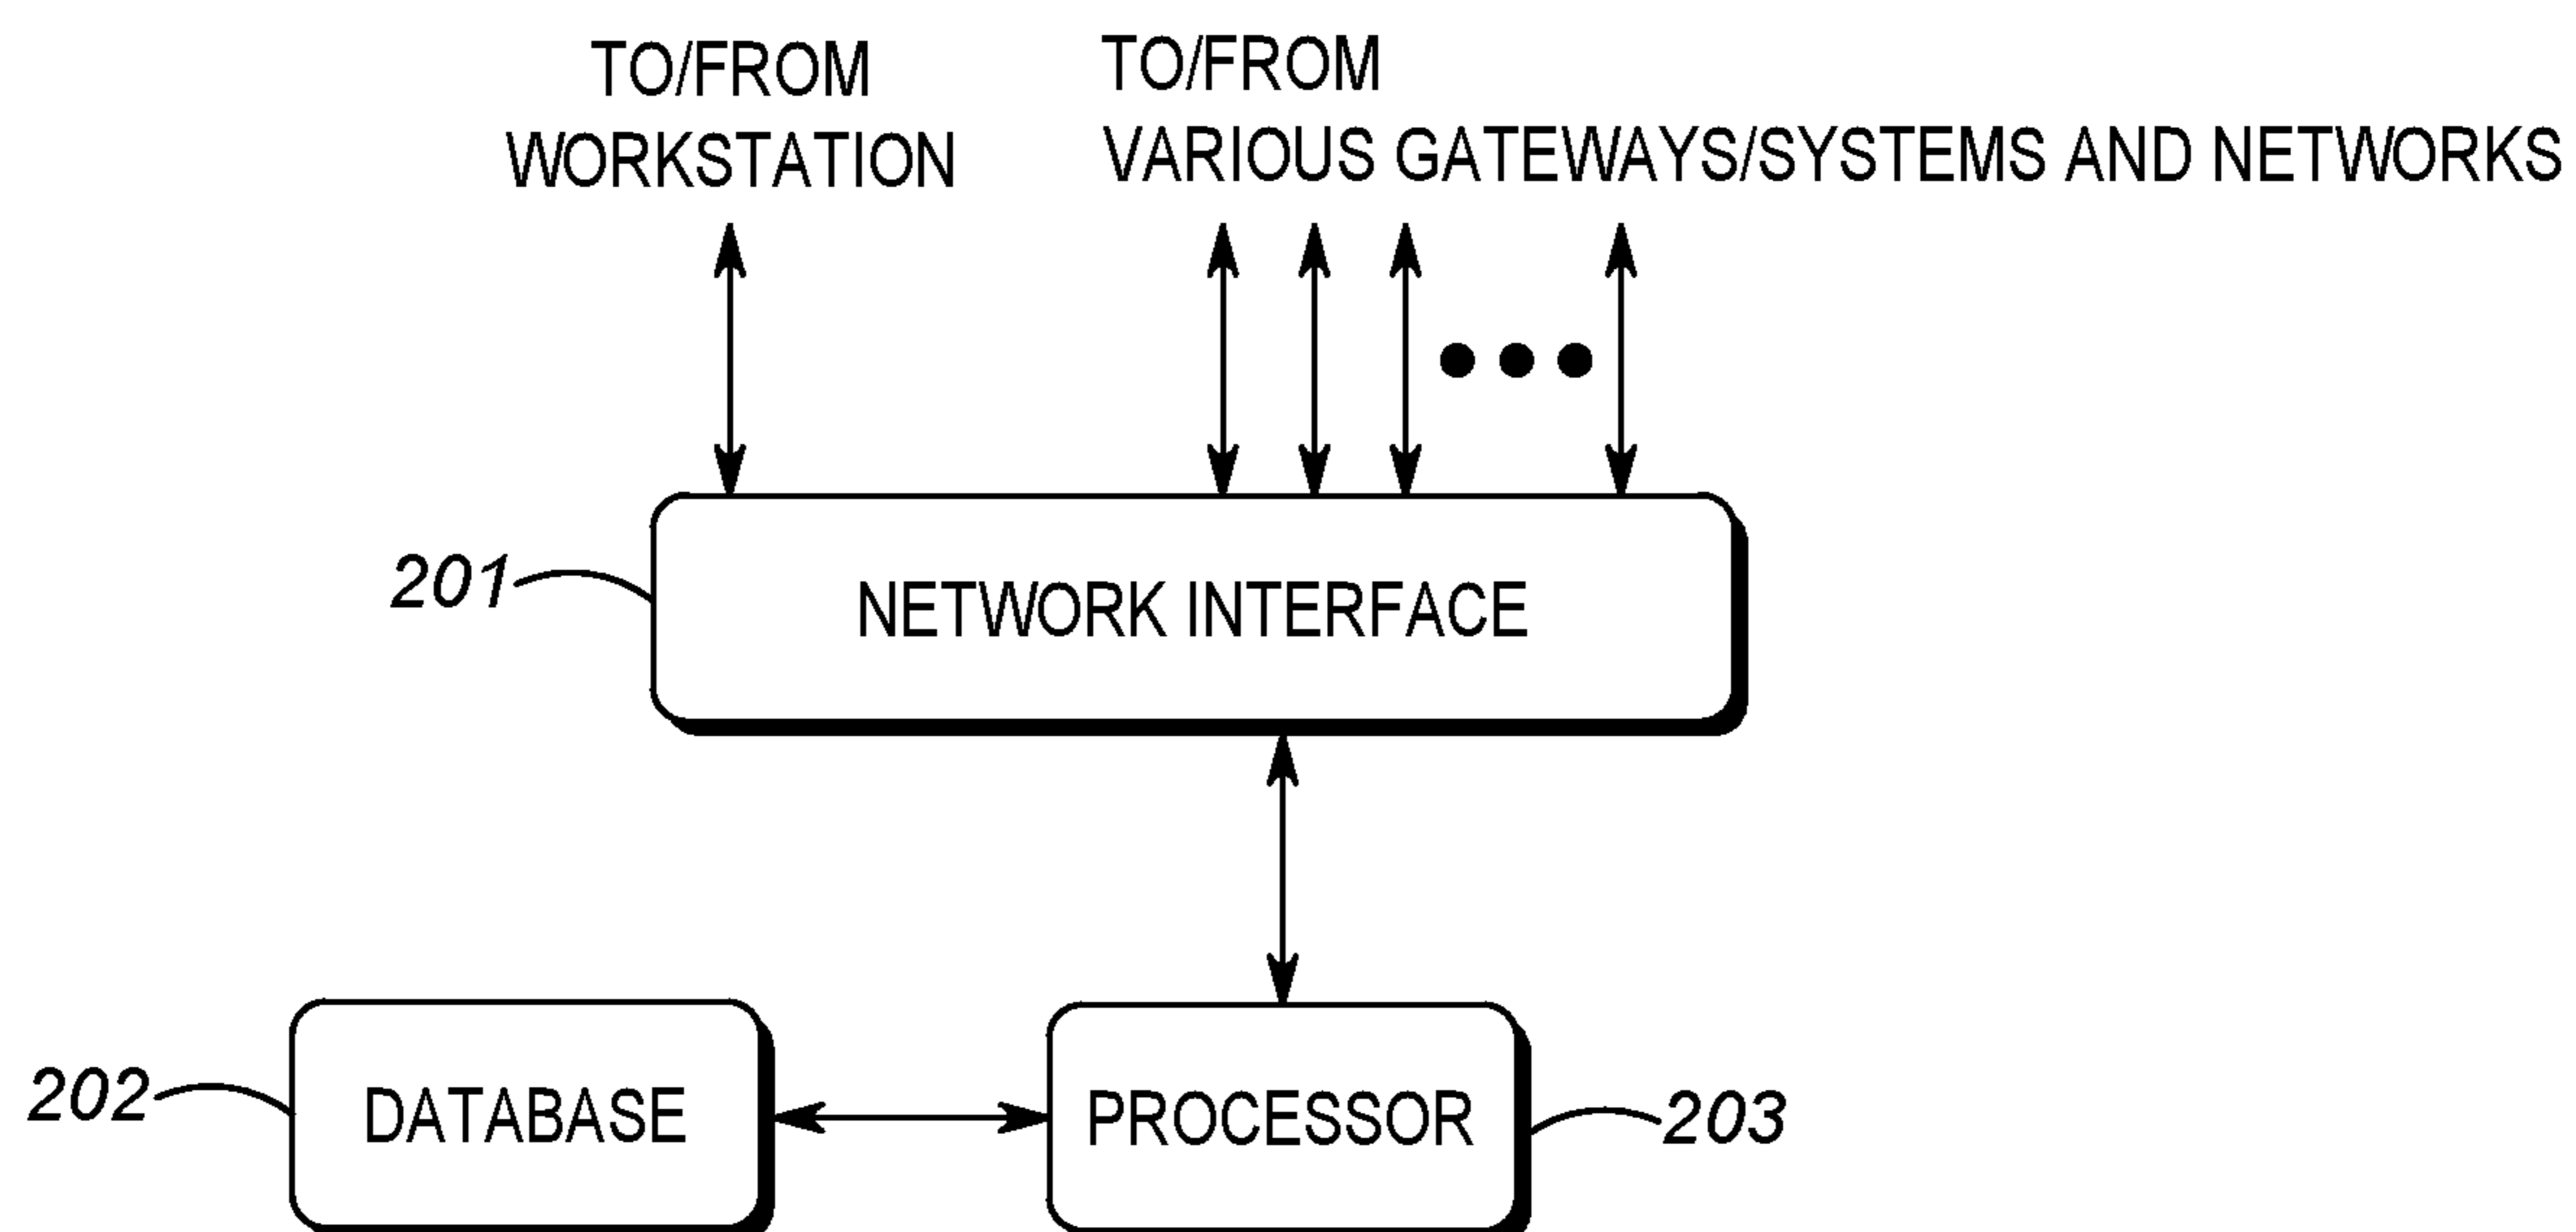 TO/FROM
WORKSTATION
TO/FROM
VARIOUS GATEWAYS/SYSTEMS AND NETWORKS
201
NETWORK INTERFACE
202
DATABASE
PROCESSOR
203